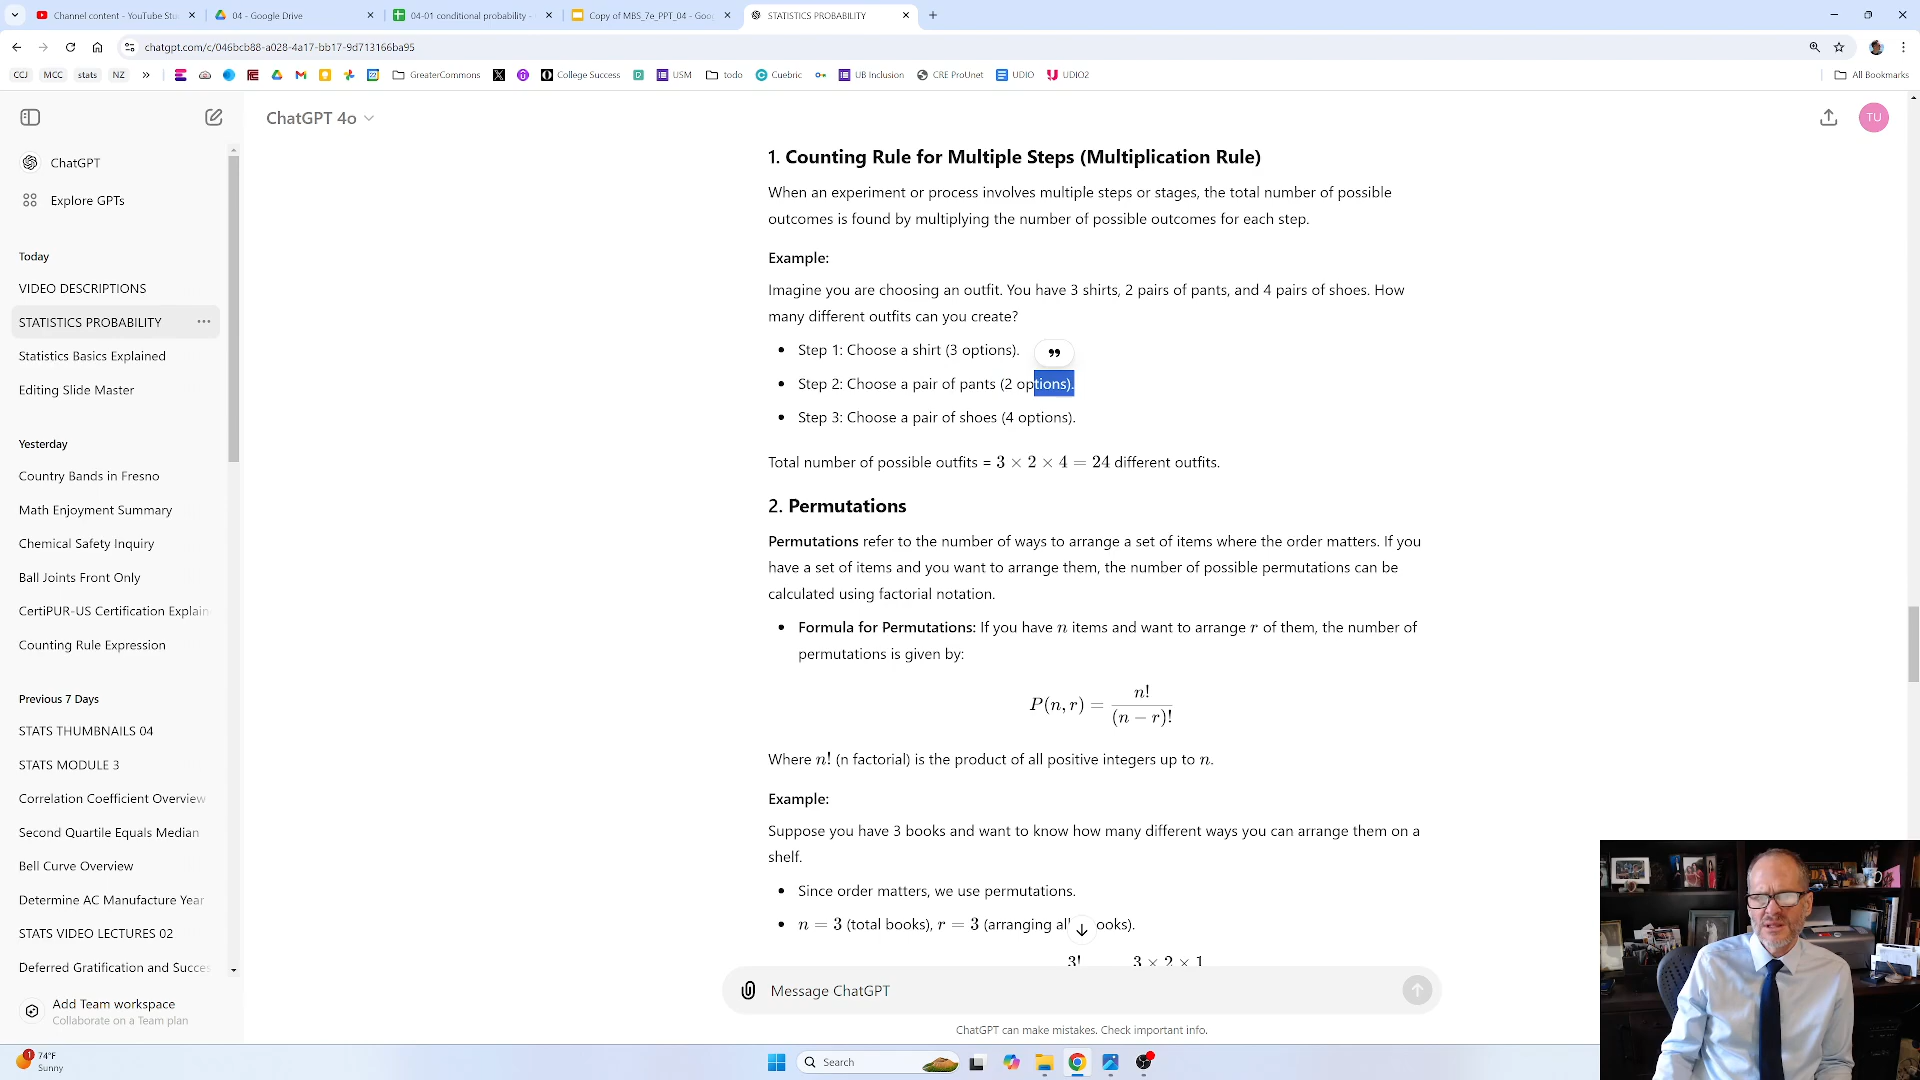 Channel content - YouTube Stu
04 - Google Drive
04-01 conditional probability -
Copy of MBS_7e_PPT_04 - Goo
STATISTICS PROBABILITY
chatgpt.com/c/046bcb88-a028-4a17-bb17-9d713166ba95
CCJ
MCC
stats
NZ
»
GreaterCommons
College Success
USM
todo
Cuebric
UB Inclusion
CRE ProUnet
UDIO
UDIO2
All Bookmarks
ChatGPT 4o
TU
ChatGPT
Explore GPTs
Today
VIDEO DESCRIPTIONS
STATISTICS PROBABILITY
Statistics Basics Explained
Editing Slide Master
Yesterday
Country Bands in Fresno
Math Enjoyment Summary
Chemical Safety Inquiry
Ball Joints Front Only
CertiPUR-US Certification Explain
Counting Rule Expression
Previous 7 Days
STATS THUMBNAILS 04
STATS MODULE 3
Correlation Coefficient Overview
Second Quartile Equals Median
Bell Curve Overview
Determine AC Manufacture Year
STATS VIDEO LECTURES 02
Deferred Gratification and Succes
Add Team workspace
Collaborate on a Team plan
1. Counting Rule for Multiple Steps (Multiplication Rule)
When an experiment or process involves multiple steps or stages, the total number of possible
outcomes is found by multiplying the number of possible outcomes for each step.
Example:
Imagine you are choosing an outfit. You have 3 shirts, 2 pairs of pants, and 4 pairs of shoes. How
many different outfits can you create?
• Step 1: Choose a shirt (3 options).
• Step 2: Choose a pair of pants (2 options).
• Step 3: Choose a pair of shoes (4 options).
Total number of possible outfits = 3 × 2 × 4 = 24 different outfits.
2. Permutations
Permutations refer to the number of ways to arrange a set of items where the order matters. If you
have a set of items and you want to arrange them, the number of possible permutations can be
calculated using factorial notation.
• Formula for Permutations: If you have n items and want to arrange r of them, the number of
permutations is given by:
P(n, r) = n! / (n − r)!
Where n! (n factorial) is the product of all positive integers up to n.
Example:
Suppose you have 3 books and want to know how many different ways you can arrange them on a
shelf.
• Since order matters, we use permutations.
• n = 3 (total books), r = 3 (arranging al ooks).
3! 3 × 2 × 1
Message ChatGPT
ChatGPT can make mistakes. Check important info.
1
74°F
Sunny
Search